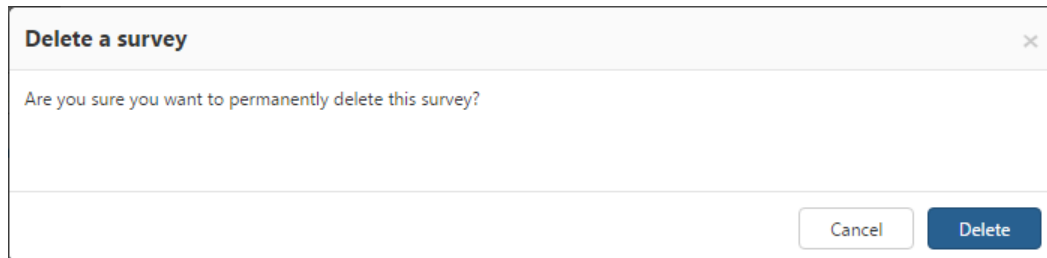 Delete a survey
Are you sure you want to permanently delete this survey?
Cancel
Delete